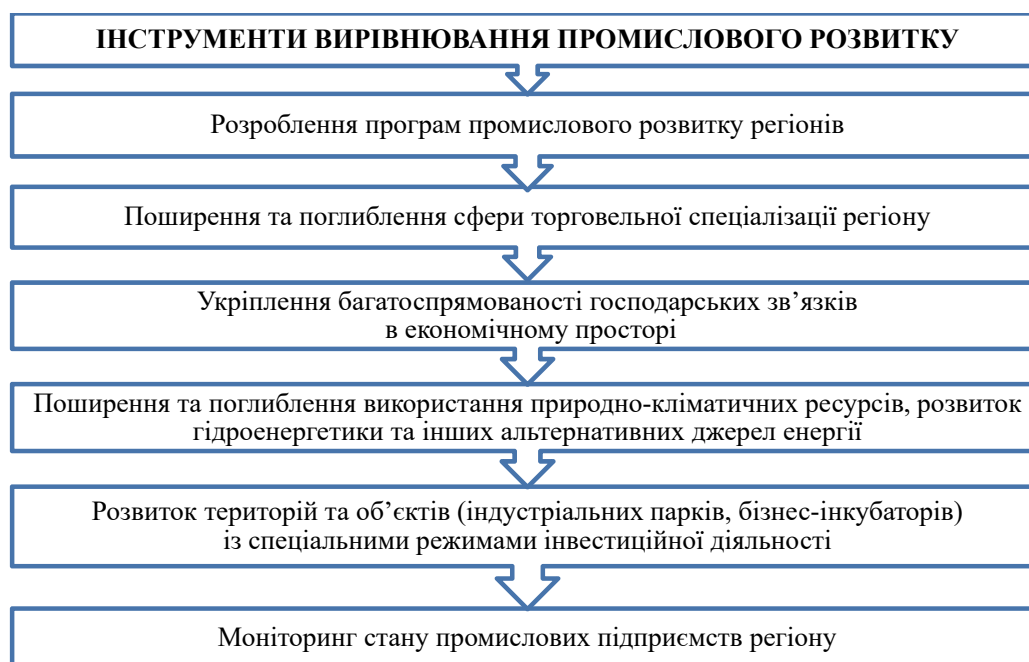 ІНСТРУМЕНТИ ВИРІВНЮВАННЯ ПРОМИСЛОВОГО РОЗВИТКУ
Розроблення програм промислового розвитку регіонів
Поширення та поглиблення сфери торговельної спеціалізації регіону
Укріплення багатоспрямованості господарських зв’язків
в економічному просторі
Поширення та поглиблення використання природно-кліматичних ресурсів, розвиток
гідроенергетики та інших альтернативних джерел енергії
Розвиток територій та об’єктів (індустріальних парків, бізнес-інкубаторів)
із спеціальними режимами інвестиційної діяльності
Моніторинг стану промислових підприємств регіону